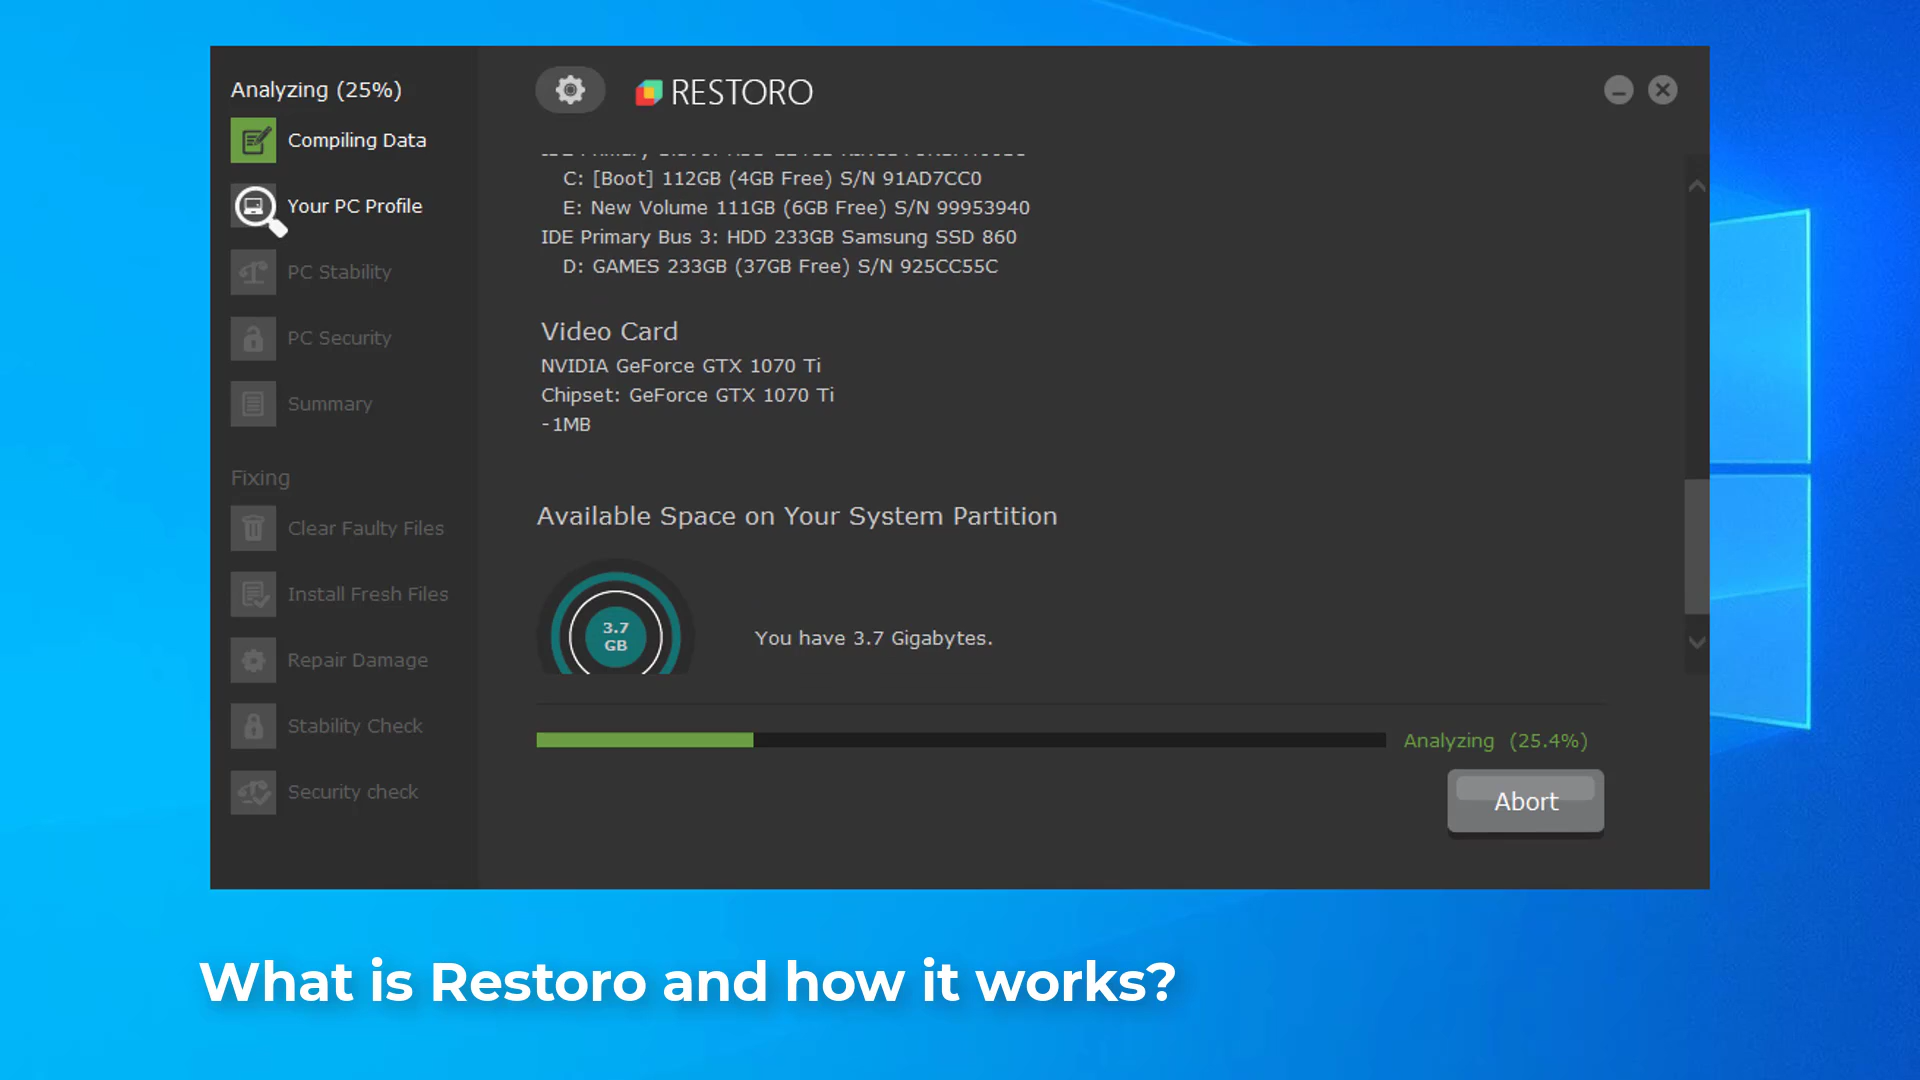 Analyzing (25%)
Compiling Data
Your PC Profile
PC Stability
PC Security
Summary
Fixing
Clear Faulty Files
Install Fresh Files
Repair Damage
Stability Check
Security check
RESTORO
C: [Boot] 112GB (4GB Free) S/N 91AD7CC0
E: New Volume 111GB (6GB Free) S/N 99953940
IDE Primary Bus 3: HDD 233GB Samsung SSD 860
D: GAMES 233GB (37GB Free) S/N 925CC55C
Video Card
NVIDIA GeForce GTX 1070 Ti
Chipset: GeForce GTX 1070 Ti
-1MB
Available Space on Your System Partition
3.7
GB
You have 3.7 Gigabytes.
Analyzing (25.4%)
Abort
What is Restoro and how it works?